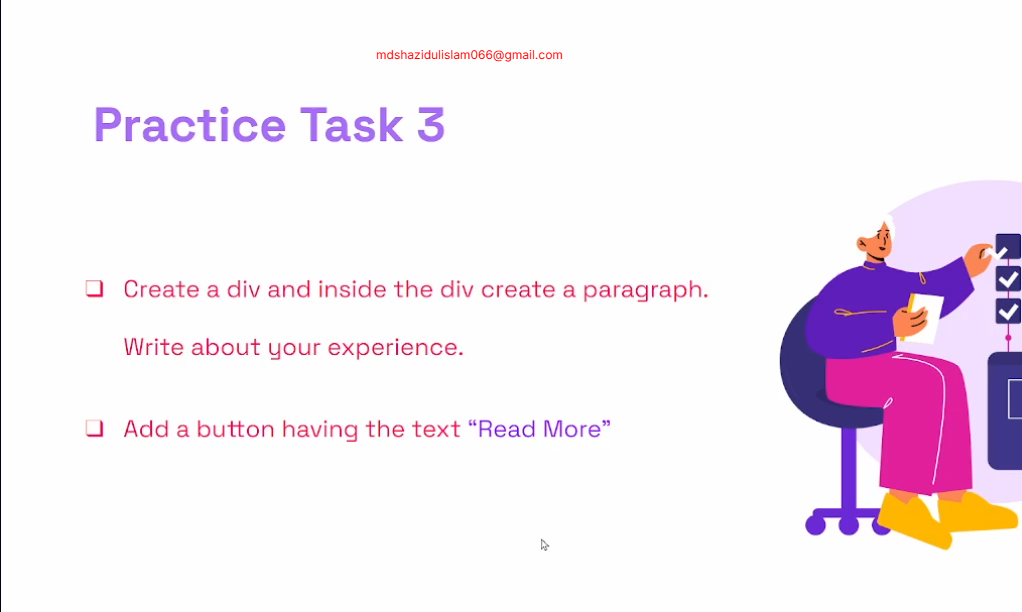 mdshazidulislam066@gmail.com
Practice Task 3
❑ Create a div and inside the div create a paragraph.
Write about your experience.
❑ Add a button having the text “Read More”